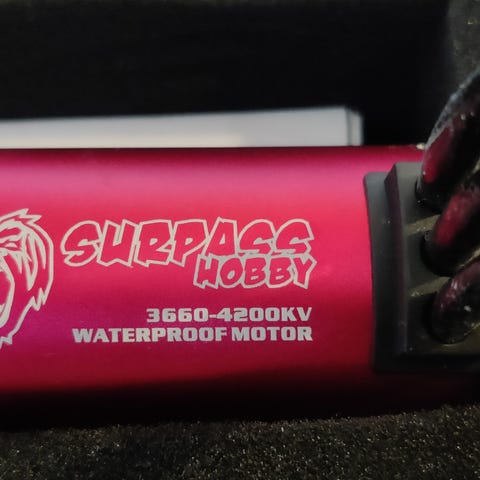 SURPASS
HOBBY
3660-4200KV
WATERPROOF MOTOR